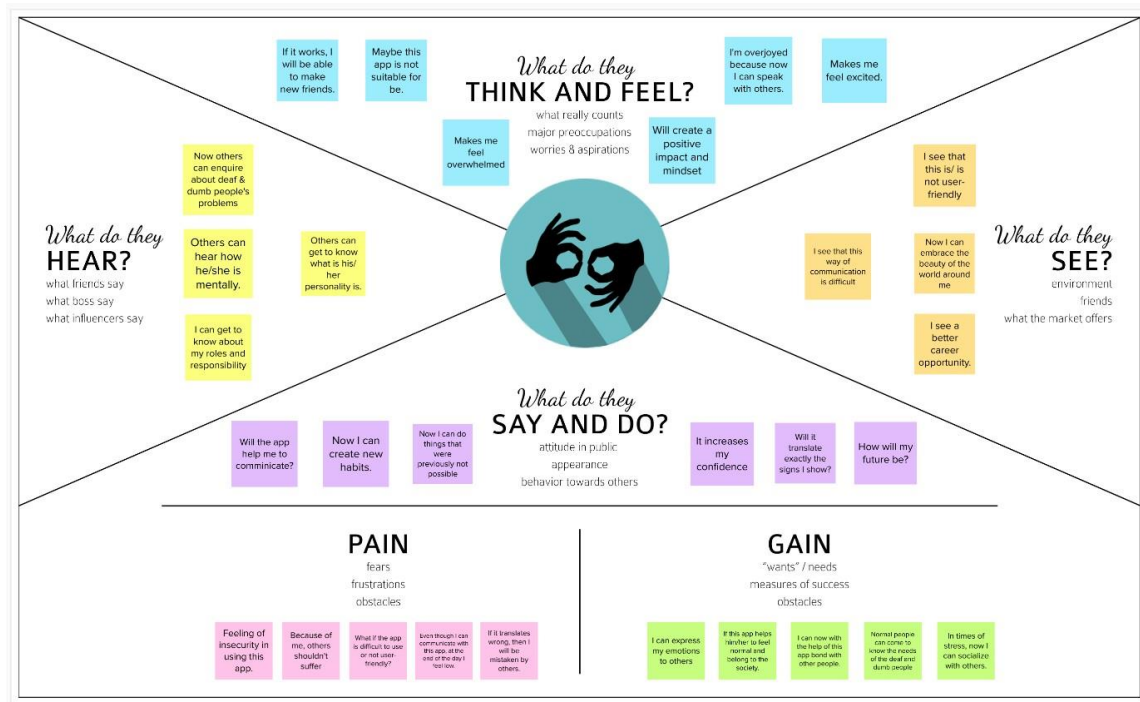 If it works, I
will be able
to make
new friends.
Maybe this
app is not
suitable for
be.
What do they
THINK AND FEEL?
what really counts
major preoccupations
worries & aspirations
I'm overjoyed
because now
I can speak
with others.
Makes me
feel excited.
Makes me
feel
overwhelmed
Will create a
positive
impact and
mindset
What do they
HEAR?
what friends say
what boss say
what influencers say
Now others
can enquire
about deaf &
dumb people's
problems
Others can
hear how
he/she is
mentally.
Others can
get to know
what is his/
her
personality is.
I can get to
know about
my roles and
responsibility
What do they
SEE?
environment
friends
what the market offers
I see that
this is/ is
not user-
friendly
I see that this
way of
communication
is difficult
Now I can
embrace the
beauty of the
world around
me
I see a
better
career
opportunity.
What do they
SAY AND DO?
attitude in public
appearance
behavior towards others
Will the app
help me to
comminicate?
Now I can
create new
habits.
Now I can do
things that
were
previously not
possible
It increases
my
confidence
Will it
translate
exactly the
signs I show?
How will my
future be?
PAIN
fears
frustrations
obstacles
Feeling of
insecurity in
using this
app.
Because of
me, others
shouldn't
suffer
What if the app
is difficult to use
or not user-
friendly?
Even though I can
communicate with
this app, at the
end of the day I
feel low.
If it translates
wrong, then I
will be
mistaken by
others.
GAIN
"wants" / needs
measures of success
obstacles
I can express
my emotions
to others
If this app helps
him/her to feel
normal and
belong to the
society.
I can now with
the help of this
app bond with
other people.
Normal people
can come to
know the needs
of the deaf end
dumb people
In times of
stress, now I
can socialize
with others.